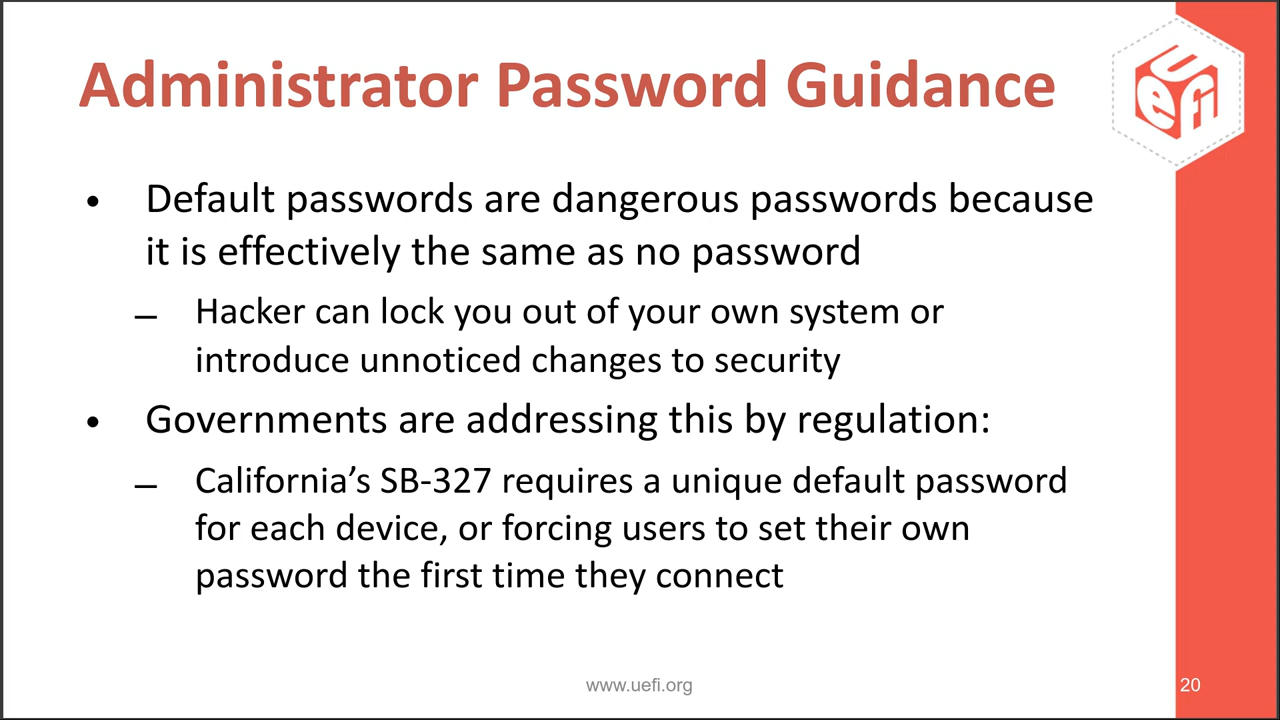 Administrator Password Guidance
uefi
• Default passwords are dangerous passwords because
it is effectively the same as no password
– Hacker can lock you out of your own system or
introduce unnoticed changes to security
• Governments are addressing this by regulation:
– California’s SB-327 requires a unique default password
for each device, or forcing users to set their own
password the first time they connect
www.uefi.org
20